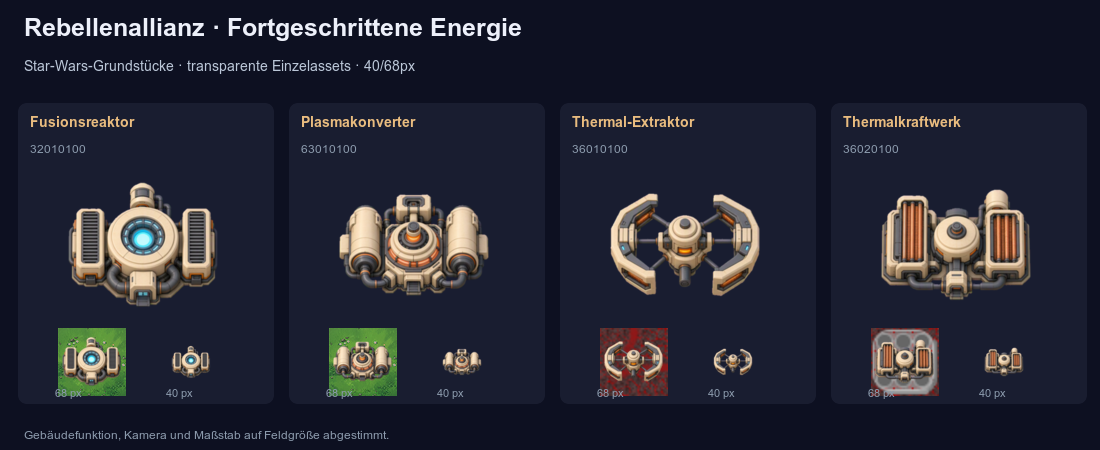 Rebellenallianz · Fortgeschrittene Energie
Star-Wars-Grundstücke · transparente Einzelassets · 40/68px
Fusionsreaktor
32010100
68 px
40 px
Plasmakonverter
63010100
68 px
40 px
Thermal-Extraktor
36010100
68 px
40 px
Thermalkraftwerk
36020100
68 px
40 px
Gebäudefunktion, Kamera und Maßstab auf Feldgröße abgestimmt.